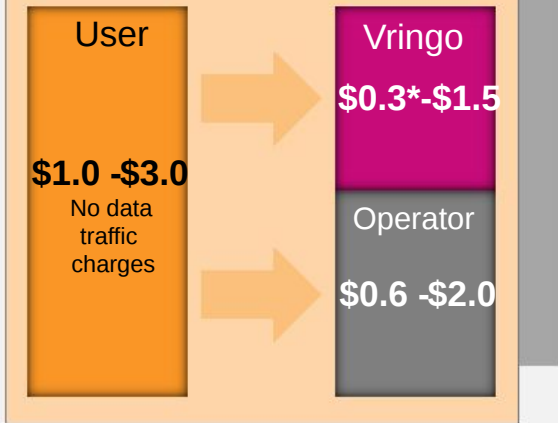 User
$1.0 -$3.0
No data
traffic
charges
Vringo
$0.3*-$1.5
Operator
$0.6 -$2.0